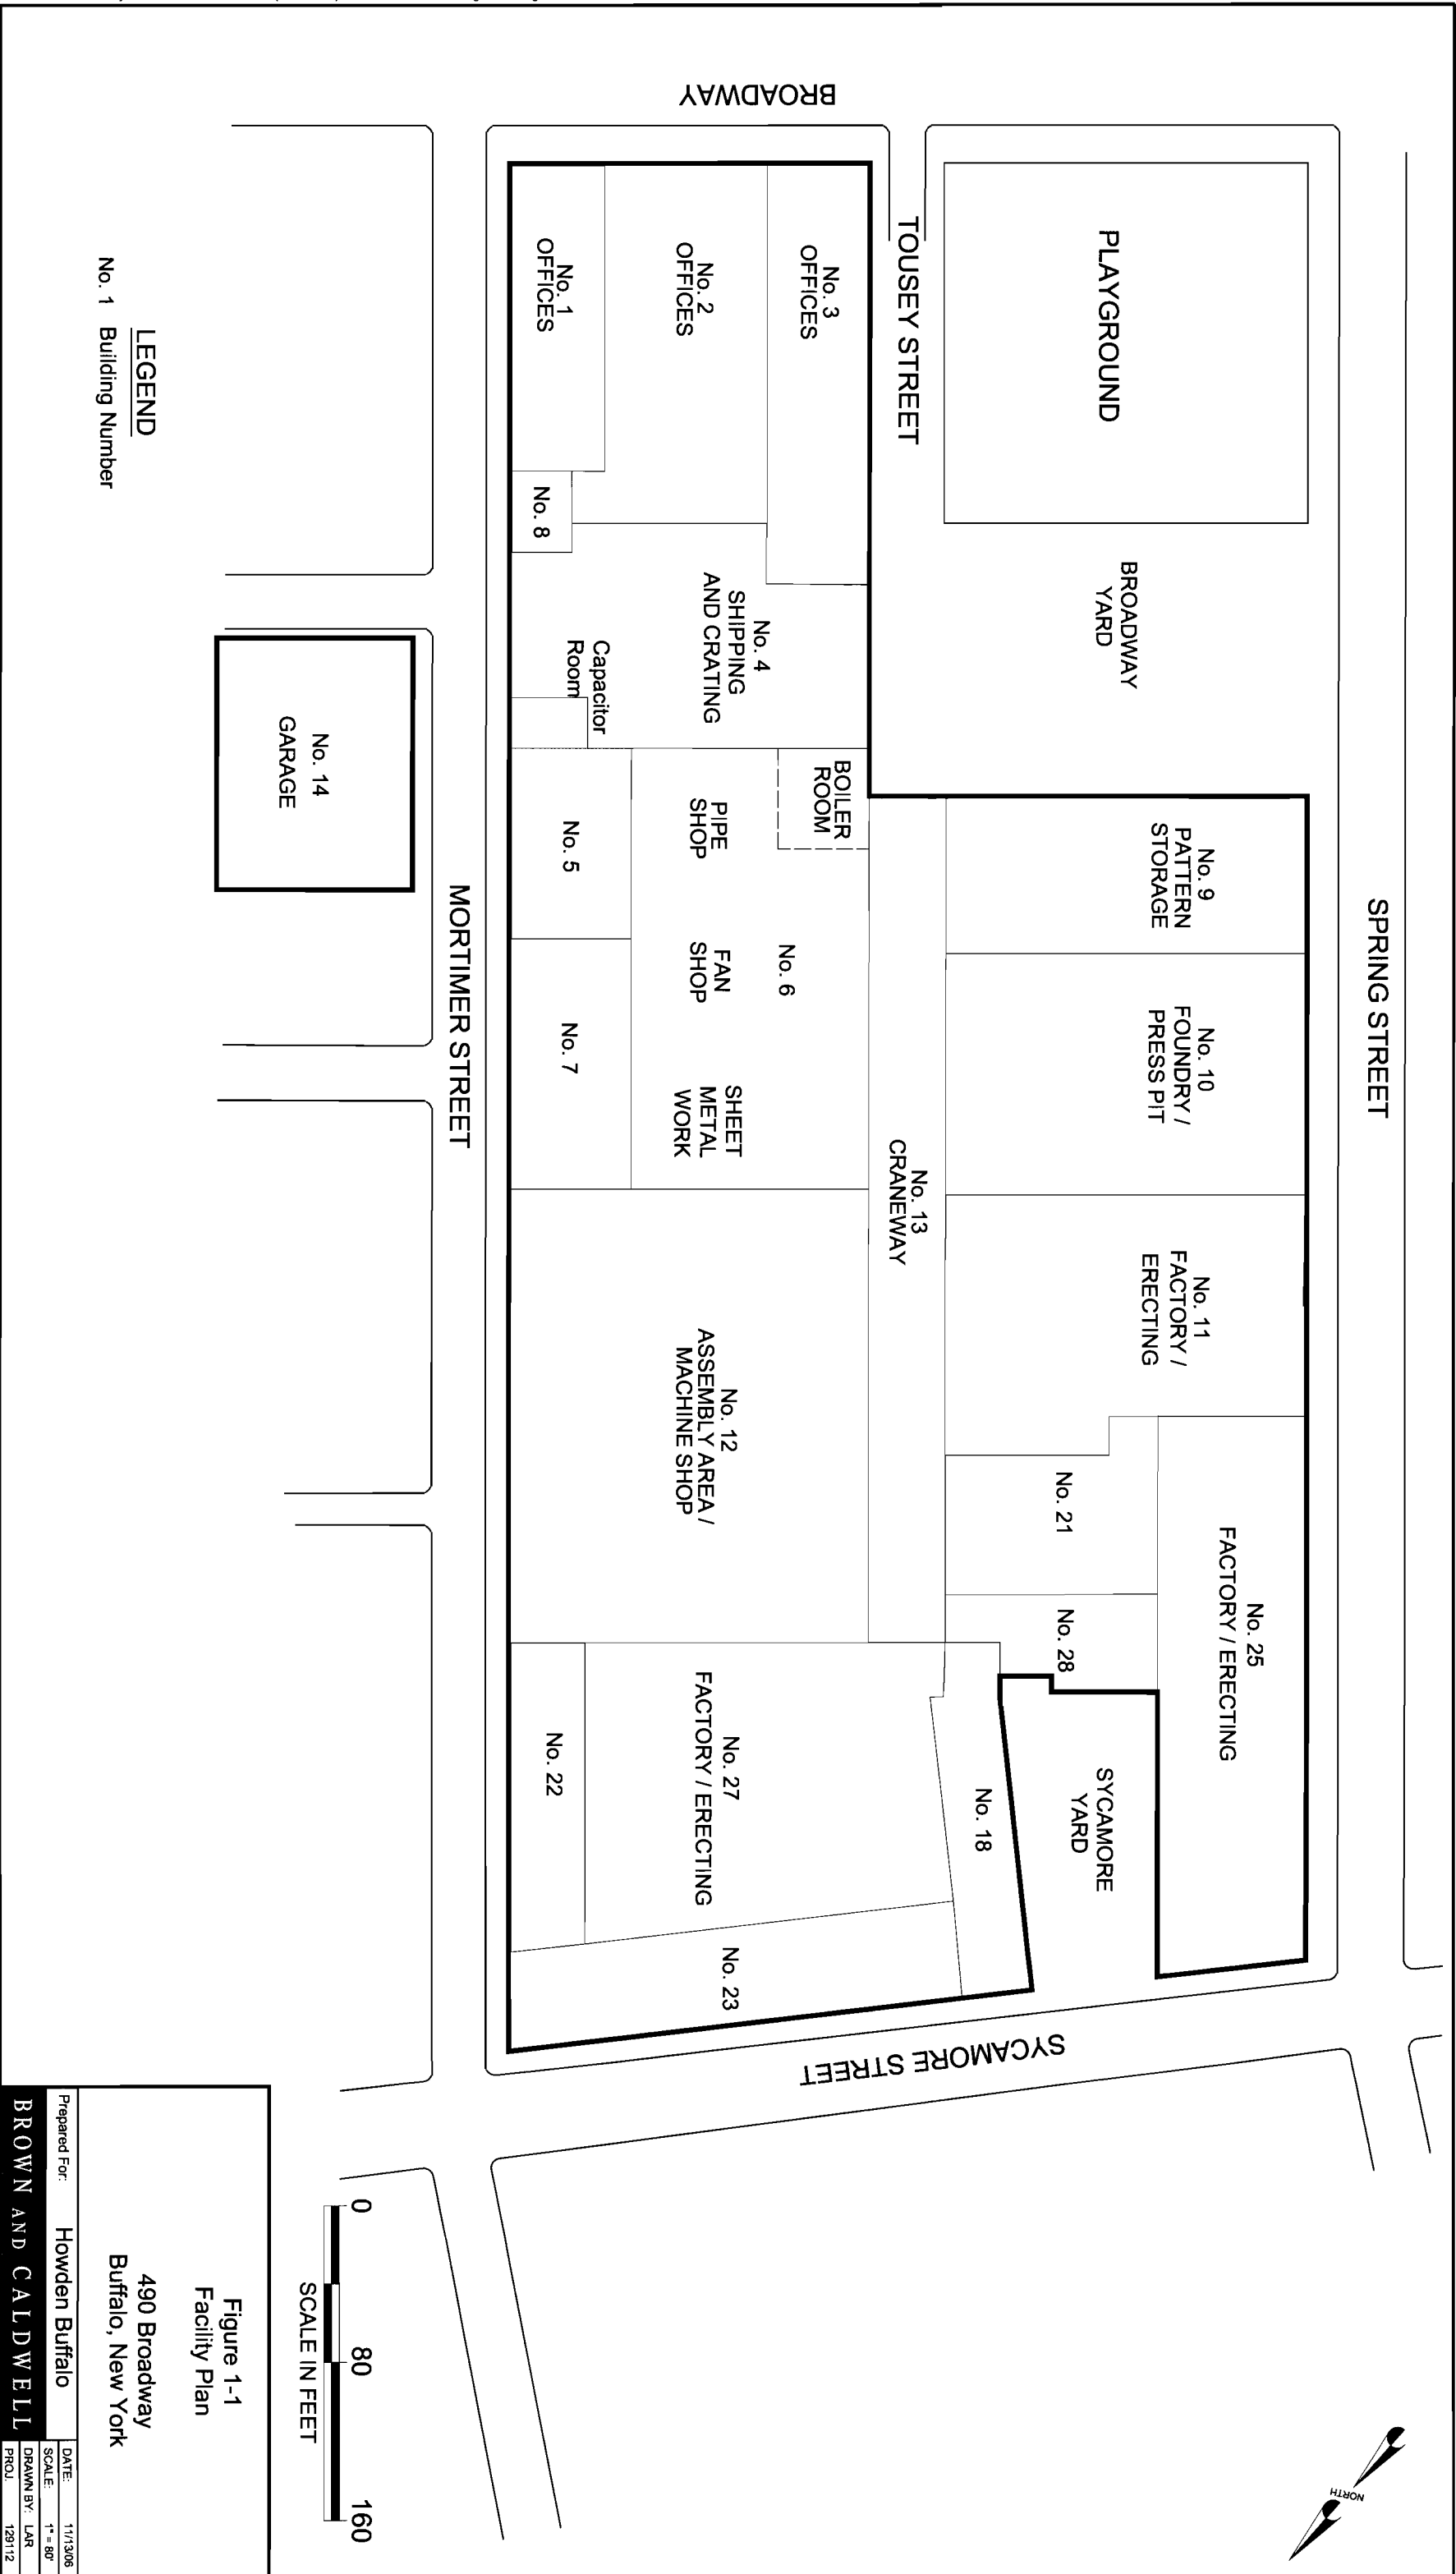 SPRING STREET
PLAYGROUND
BROADWAY
YARD
No. 9
PATTERN
STORAGE
No. 10
FOUNDRY /
PRESS PIT
No. 11
FACTORY /
ERECTING
No. 25
FACTORY / ERECTING
No. 21
No. 28
SYCAMORE
YARD
BROADWAY
TOUSEY STREET
No. 13
CRANEWAY
No. 18
No. 3
OFFICES
No. 2
OFFICES
No. 1
OFFICES
No. 8
No. 4
SHIPPING
AND CRATING
Capacitor
Room
BOILER
ROOM
PIPE
SHOP
No. 6
FAN
SHOP
SHEET
METAL
WORK
No. 5
No. 7
No. 12
ASSEMBLY AREA /
MACHINE SHOP
No. 27
FACTORY / ERECTING
No. 22
No. 23
SYCAMORE STREET
MORTIMER STREET
No. 14
GARAGE
LEGEND
No. 1 Building Number
NORTH
0 80 160
SCALE IN FEET
Figure 1-1
Facility Plan
490 Broadway
Buffalo, New York
Prepared For: Howden Buffalo
BROWN AND CALDWELL
DATE: 11/13/06
SCALE: 1" = 80'
DRAWN BY: LAR
PROJ. 129112